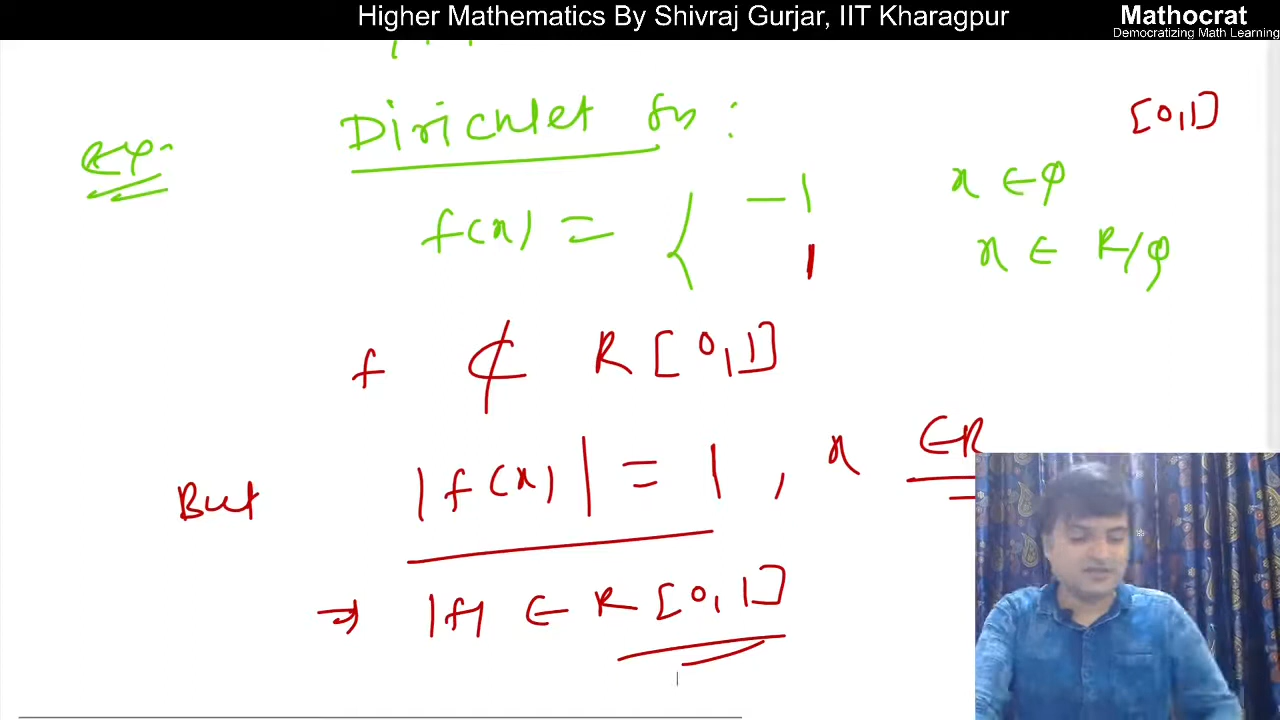 Higher Mathematics By Shivraj Gurjar, IIT Kharagpur
Mathocrat
Democratizing Math Learning
[0,1]
Exp. Dirichlet fn :
f(x) = { -1 x ∈ Q
1 x ∈ R/Q
f ∉ R[0,1]
But |f(x)| = 1, x ∈ R
⇒ |f| ∈ R[0,1]